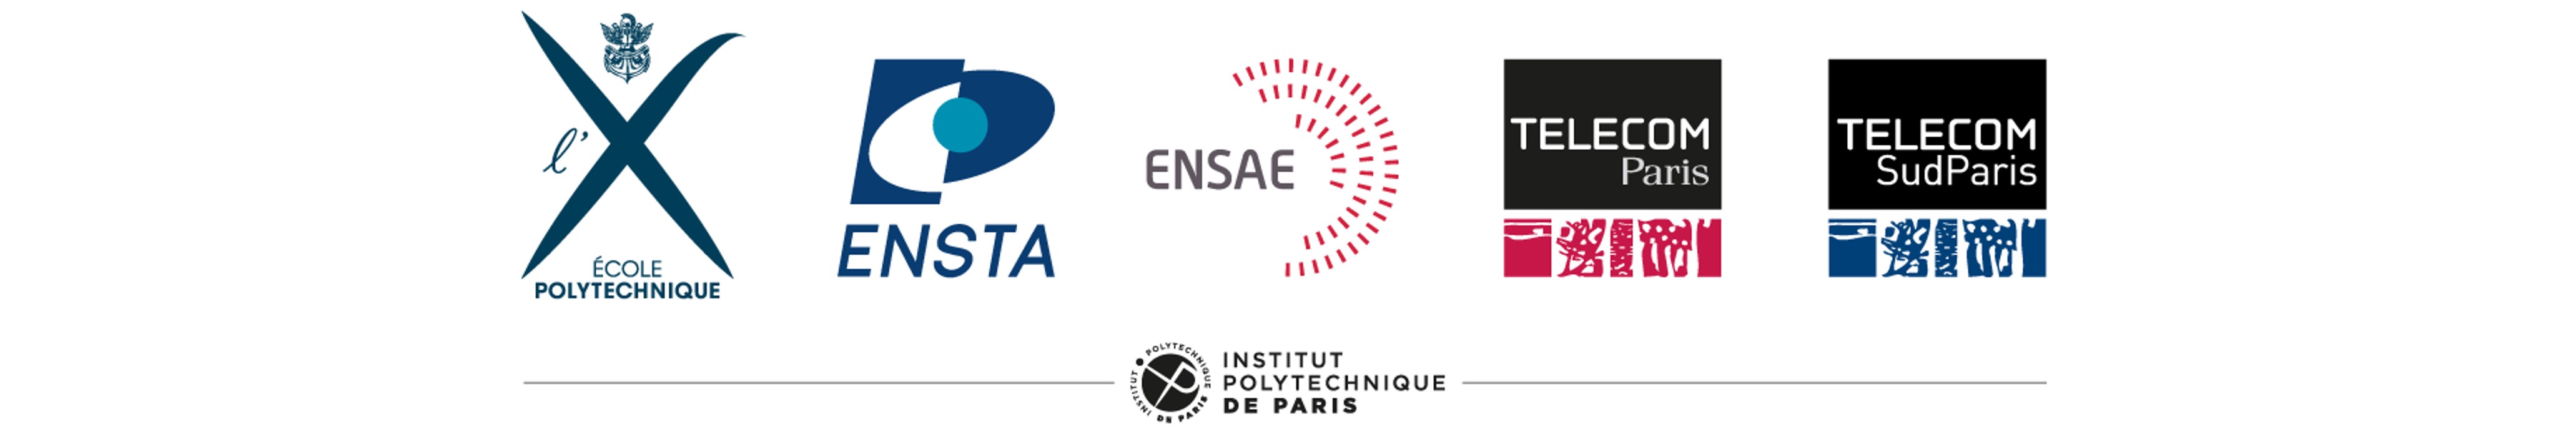 l'X
ÉCOLE
POLYTECHNIQUE
ENSTA
ENSAE
TELECOM
Paris
TELECOM
SudParis
INSTITUT POLYTECHNIQUE DE PARIS
INSTITUT
POLYTECHNIQUE
DE PARIS